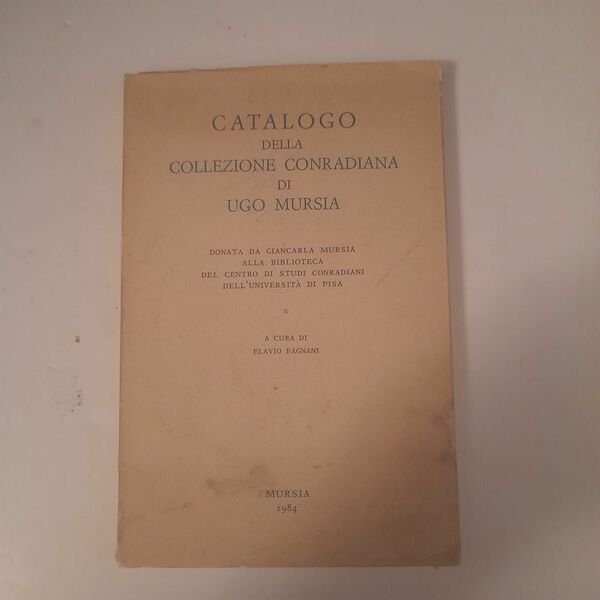 CATALOGO
DELLA
COLLEZIONE CONRADIANA
DI
UGO MURSIA
DONATA DA GIANCARLA MURSIA
ALLA BIBLIOTECA
DEL CENTRO DI STUDI CONRADIANI
DELL'UNIVERSITÀ DI PISA
*
A CURA DI
FLAVIO FAGNANI
MURSIA
1984